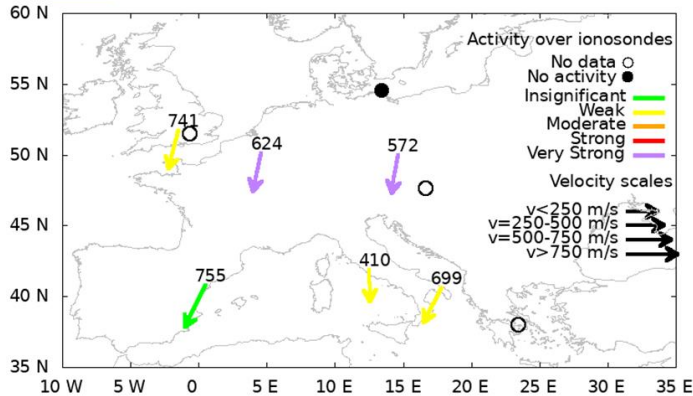 60 N
55 N
50 N
45 N
40 N
35 N
10 W 5 W 0 5 E 10 E 15 E 20 E 25 E 30 E 35 E
Activity over ionosondes
No data
No activity
Insignificant
Weak
Moderate
Strong
Very Strong
Velocity scales
v<250 m/s
v=250-500 m/s
v=500-750 m/s
v>750 m/s
741
624
572
755
410
699